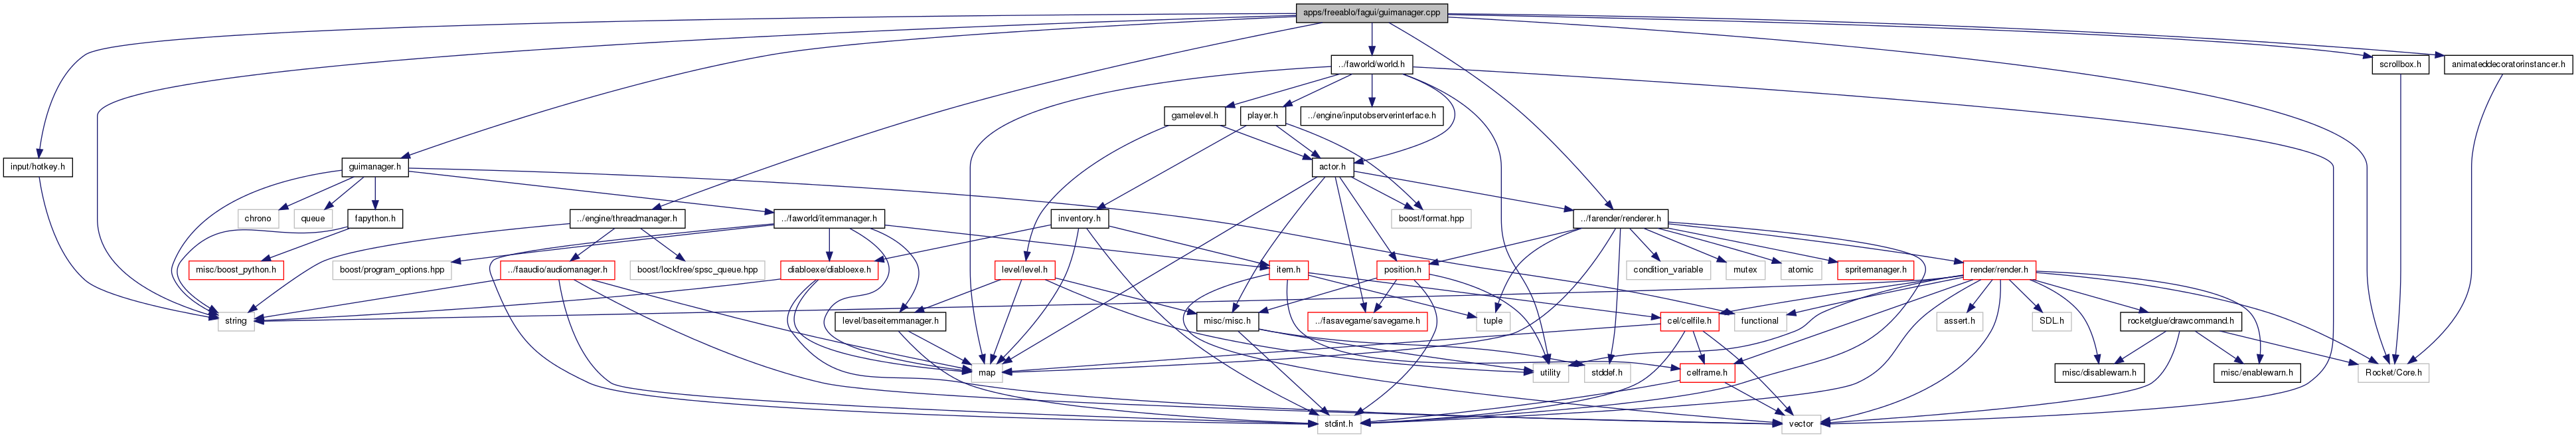 apps/freeablo/fagui/guimanager.cpp
../faworld/world.h
scrollbox.h
animateddecoratorinstancer.h
gamelevel.h
player.h
../engine/inputobserverinterface.h
input/hotkey.h
guimanager.h
actor.h
chrono
queue
fapython.h
../engine/threadmanager.h
../faworld/itemmanager.h
inventory.h
boost/format.hpp
../farender/renderer.h
misc/boost_python.h
boost/program_options.hpp
../faaudio/audiomanager.h
boost/lockfree/spsc_queue.hpp
diabloexe/diabloexe.h
level/level.h
item.h
position.h
condition_variable
mutex
atomic
spritemanager.h
render/render.h
string
level/baseitemmanager.h
misc/misc.h
../fasavegame/savegame.h
tuple
cel/celfile.h
functional
assert.h
SDL.h
rocketglue/drawcommand.h
map
utility
stddef.h
celframe.h
misc/disablewarn.h
misc/enablewarn.h
Rocket/Core.h
stdint.h
vector